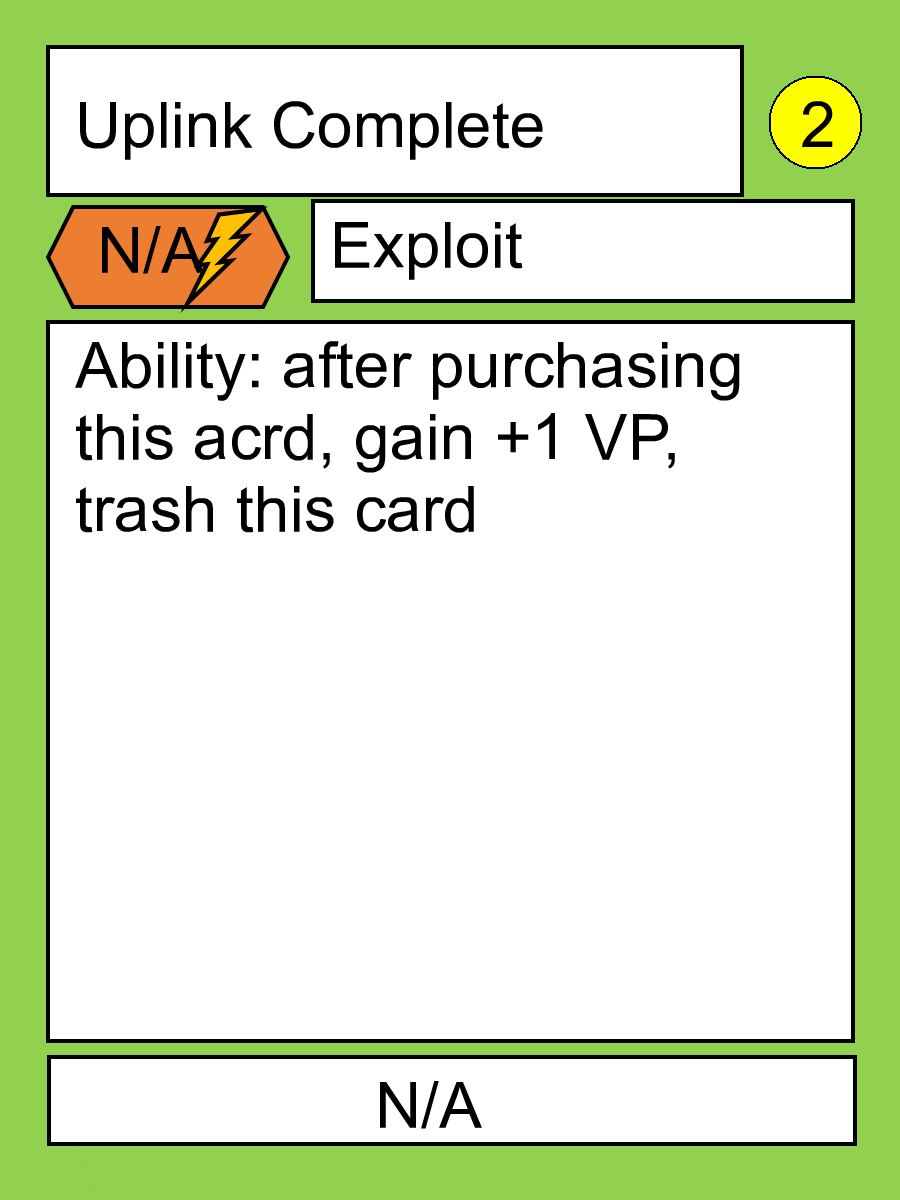 Uplink Complete
2
N/A
Exploit
Ability: after purchasing
this acrd, gain +1 VP,
trash this card
N/A